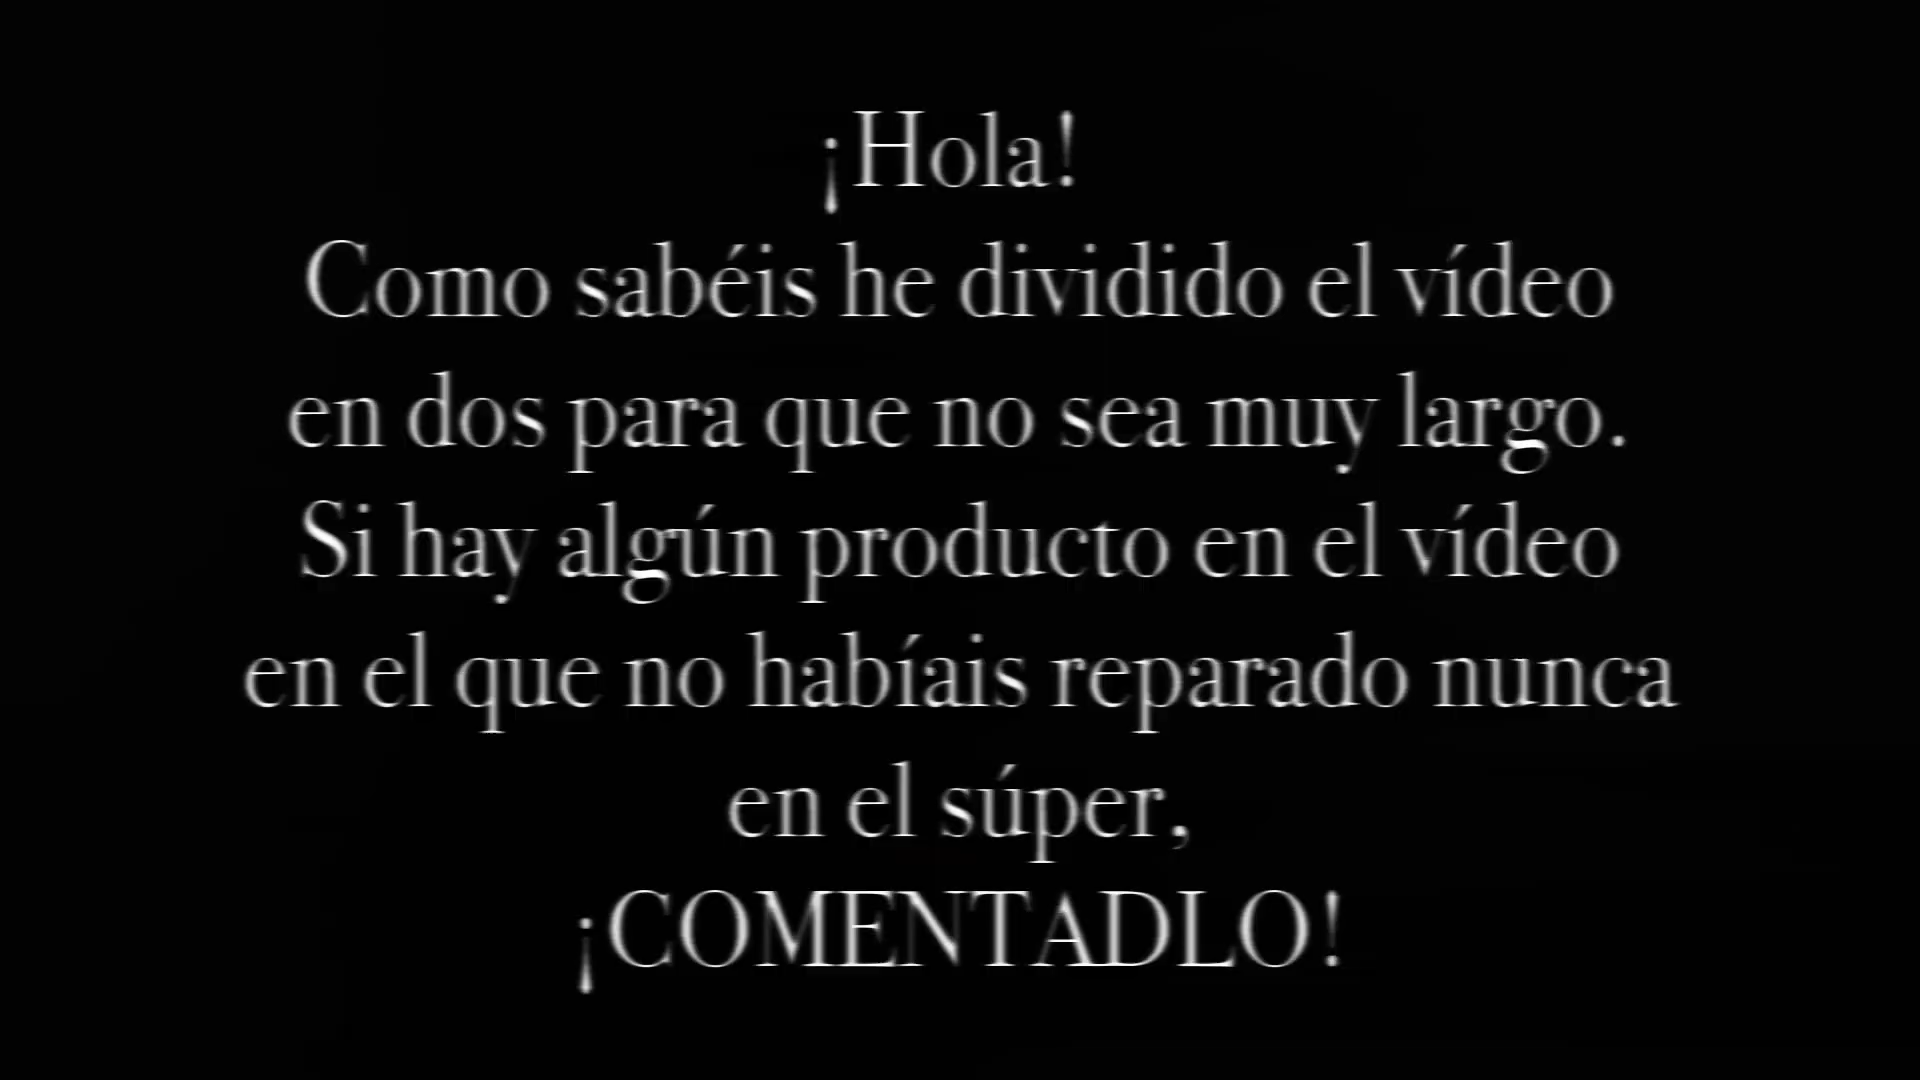 ¡Hola!
Como sabéis he dividido el vídeo
en dos para que no sea muy largo.
Si hay algún producto en el vídeo
en el que no habíais reparado nunca
en el súper,
¡COMENTADLO!